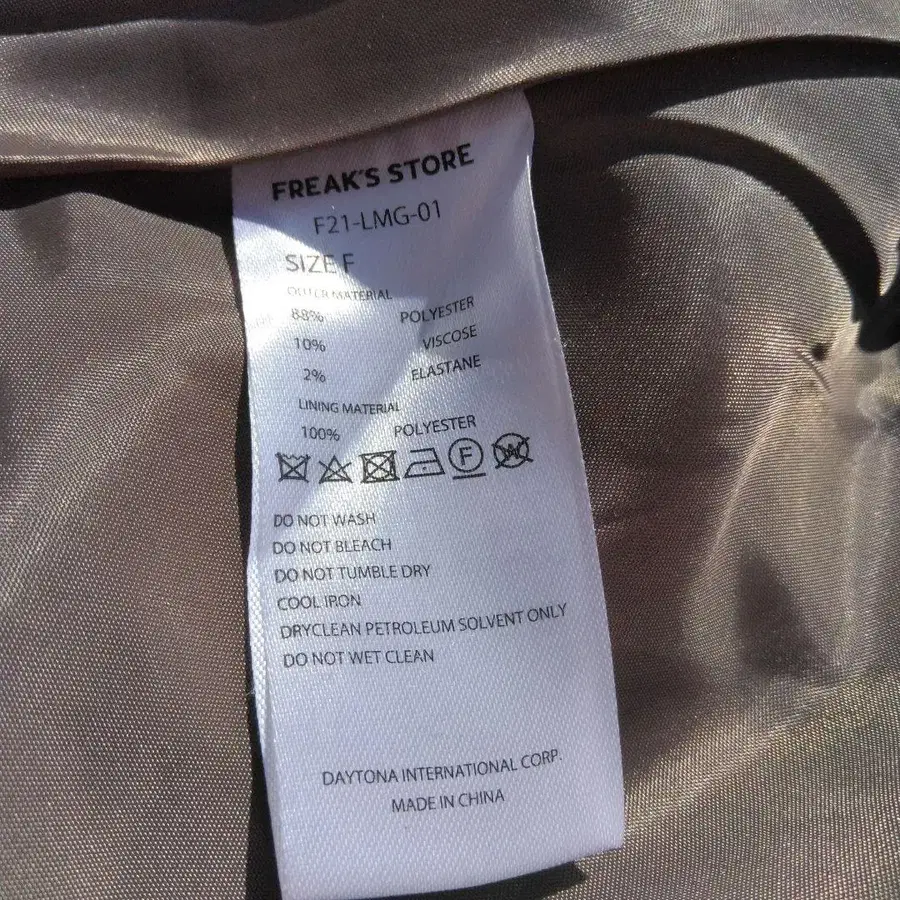 FREAK'S STORE
F21-LMG-01
SIZE F
OUTER MATERIAL
88% POLYESTER
10% VISCOSE
2% ELASTANE
LINING MATERIAL
100% POLYESTER
F W
DO NOT WASH
DO NOT BLEACH
DO NOT TUMBLE DRY
COOL IRON
DRYCLEAN PETROLEUM SOLVENT ONLY
DO NOT WET CLEAN
DAYTONA INTERNATIONAL CORP.
MADE IN CHINA